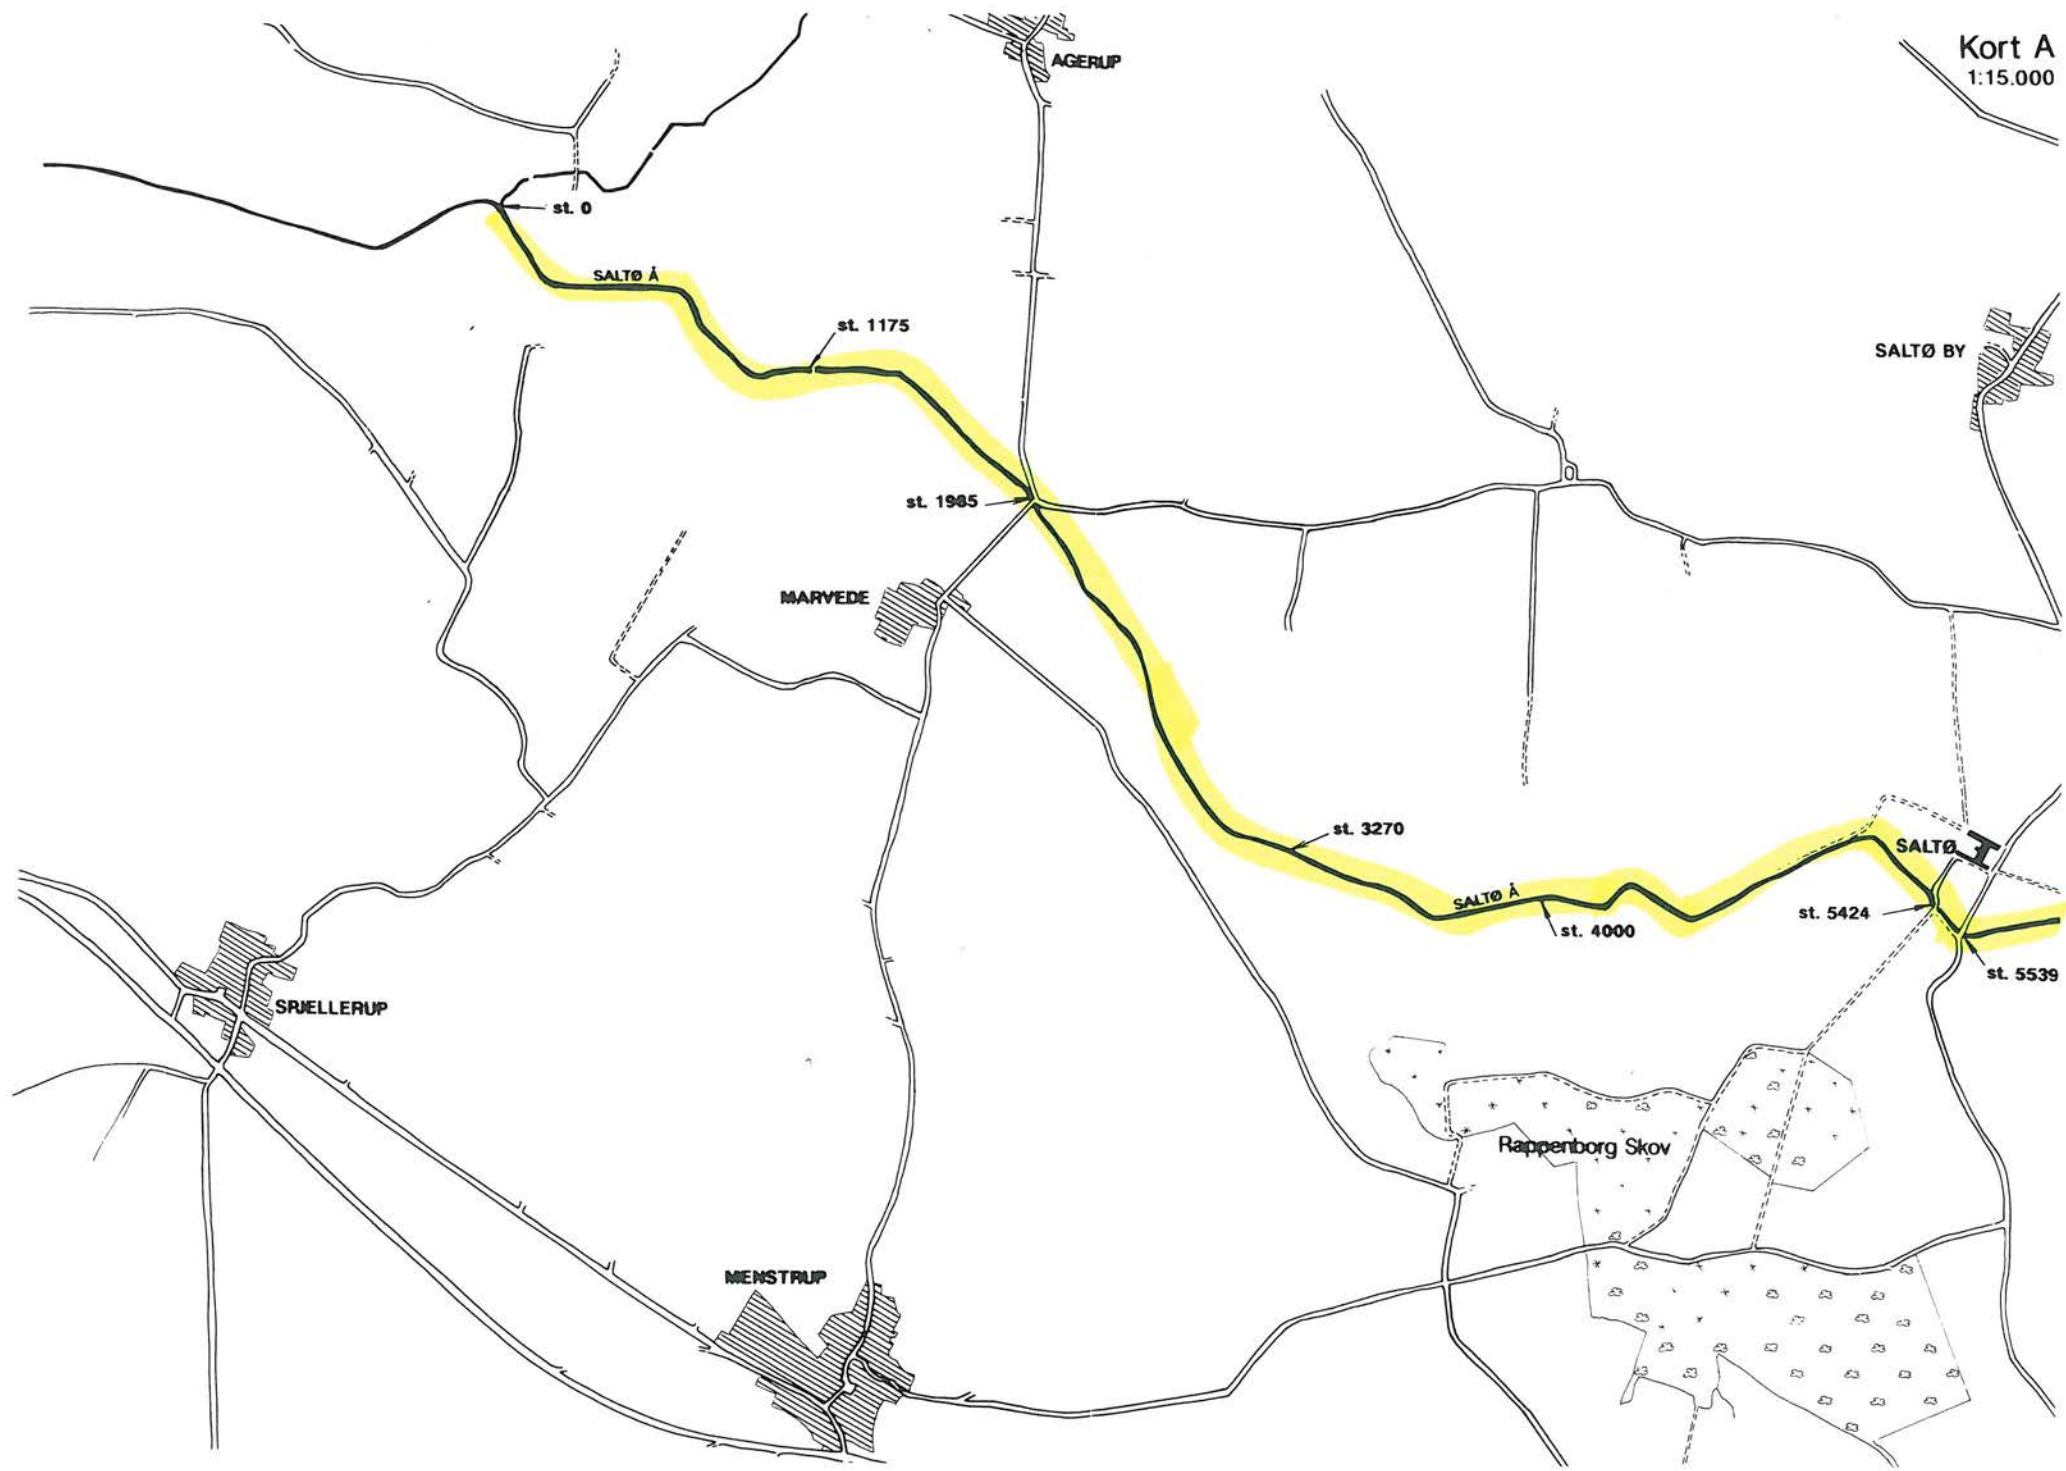 Kort A
1:15.000
AGERUP
st. 0
SALTØ Å
st. 1175
SALTØ BY
st. 1985
MARVEDE
st. 3270
SALTØ
SALTØ Å
st. 5424
st. 4000
st. 5539
SPJELLERUP
Rappenborg Skov
MENSTRUP